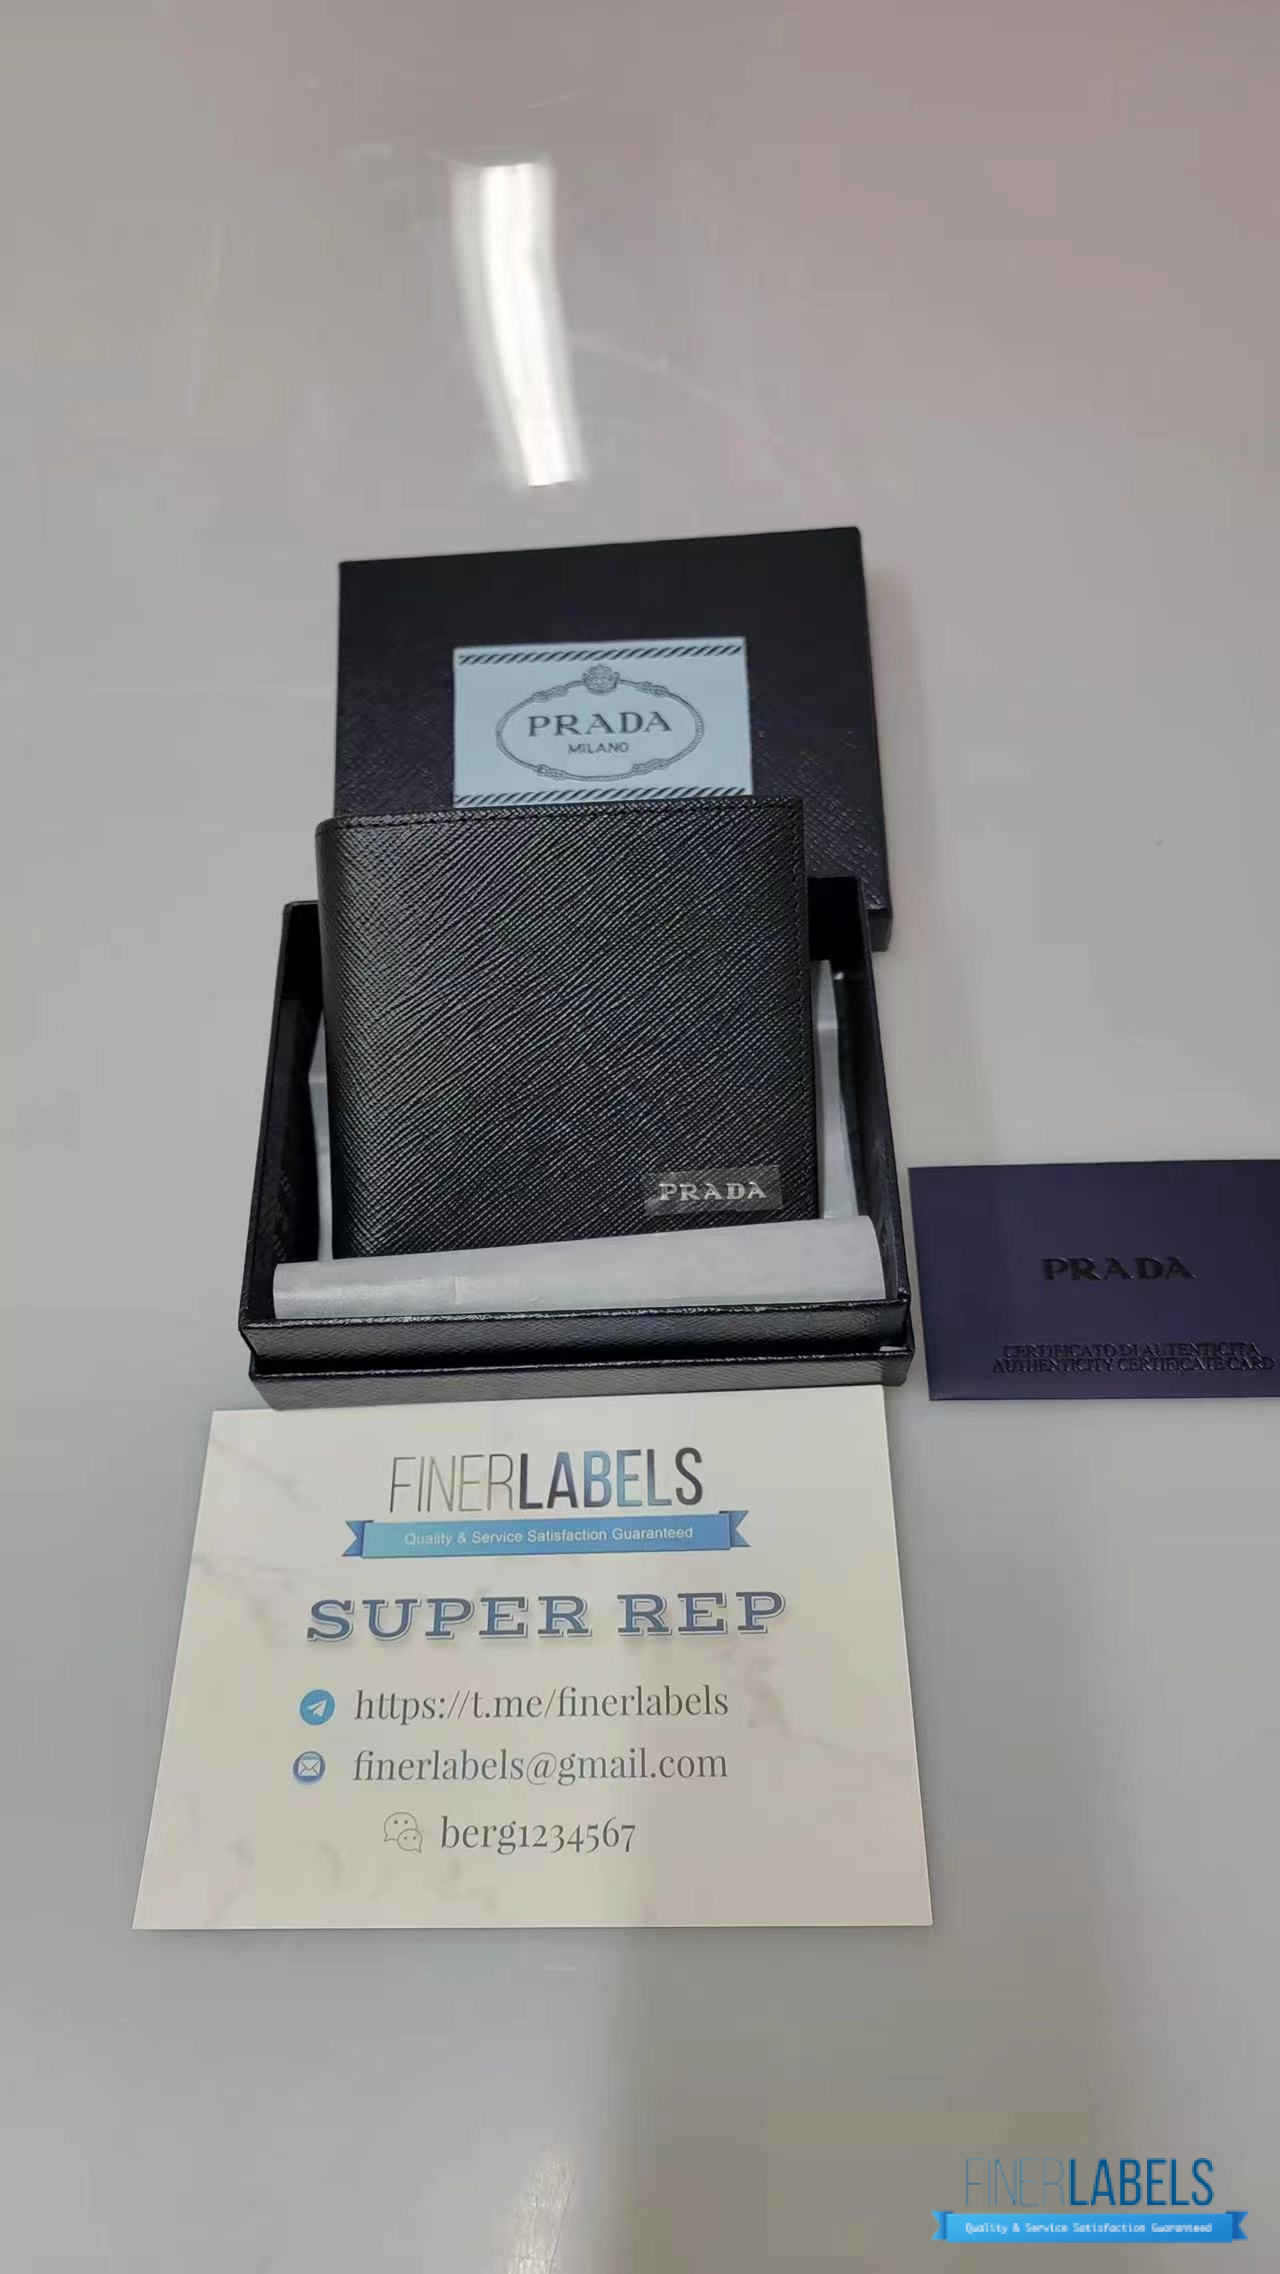 PRADA
MILANO
PRADA
PRADA
CERTIFICATO DI AUTENTICITÀ
AUTHENTICITY CERTIFICATE CARD
FINERLABELS
Quality & Service Satisfaction Guaranteed
SUPER REP
https://t.me/finerlabels
finerlabels@gmail.com
berg1234567
FINERLABELS
Quality & Service Satisfaction Guaranteed